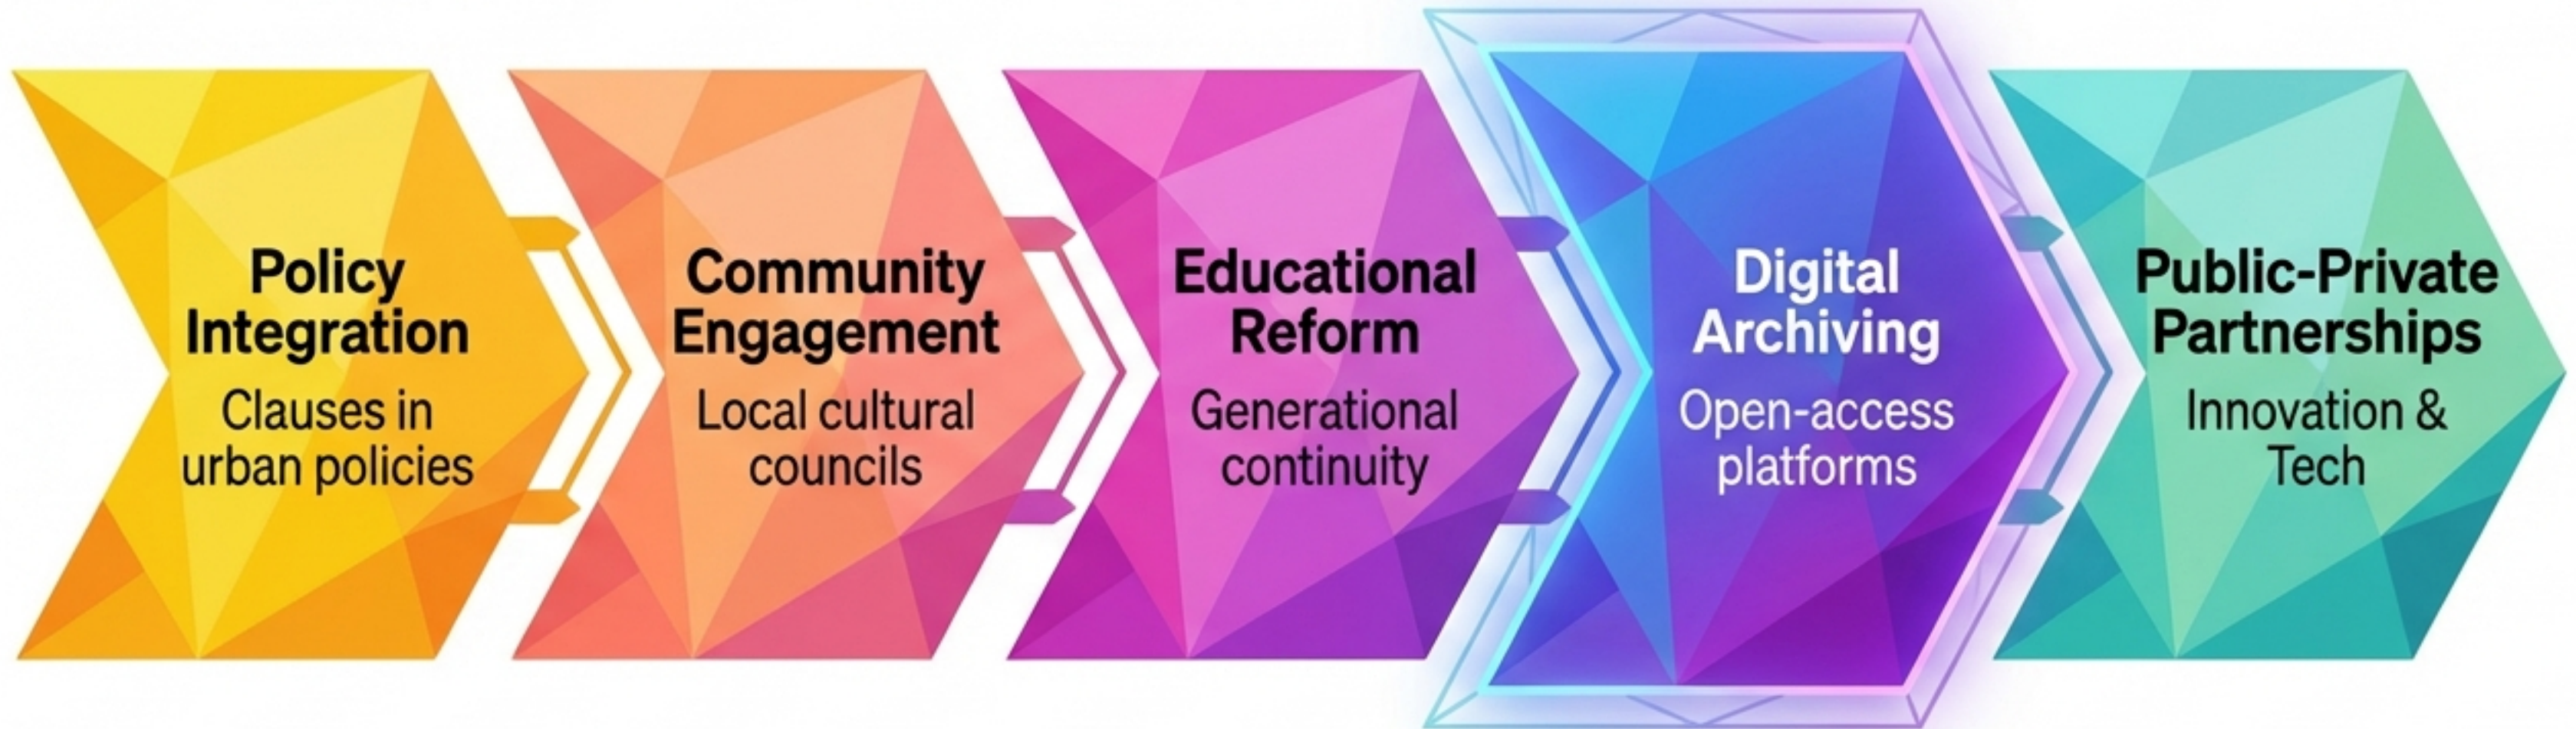 Policy
Integration
Clauses in
urban policies
Community
Engagement
Local cultural
councils
Educational
Reform
Generational
continuity
Digital
Archiving
Open-access
platforms
Public-Private
Partnerships
Innovation &
Tech